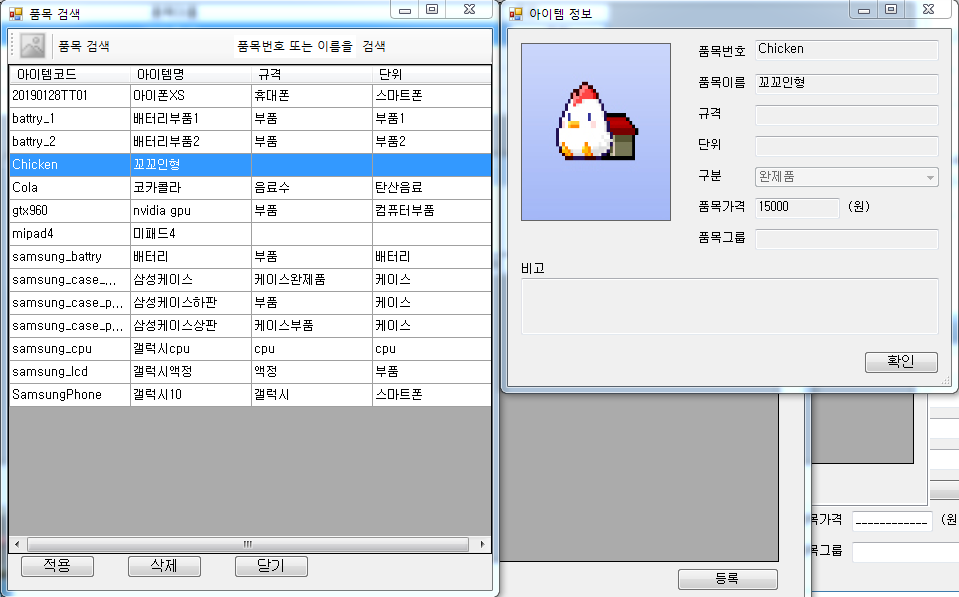 품목 검색
품목 검색 품목번호 또는 이름을 검색
아이템코드 아이템명 규격 단위
20190128TT01 아이폰XS 휴대폰 스마트폰
battry_1 배터리부품1 부품 부품1
battry_2 배터리부품2 부품 부품2
Chicken 꼬꼬인형
Cola 코카콜라 음료수 탄산음료
gtx960 nvidia gpu 부품 컴퓨터부품
mipad4 미패드4
samsung_battry 배터리 부품 배터리
samsung_case_... 삼성케이스 케이스완제품 케이스
samsung_case_p... 삼성케이스하판 부품 케이스
samsung_case_p... 삼성케이스상판 케이스부품 케이스
samsung_cpu 갤럭시cpu cpu cpu
samsung_lcd 갤럭시액정 액정 부품
SamsungPhone 갤럭시10 갤럭시 스마트폰
적용 삭제 닫기
아이템 정보
품목번호 Chicken
품목이름 꼬꼬인형
규격
단위
구분 완제품
품목가격 15000 (원)
품목그룹
비고
확인
목가격 ____________ (원
목그룹
등록